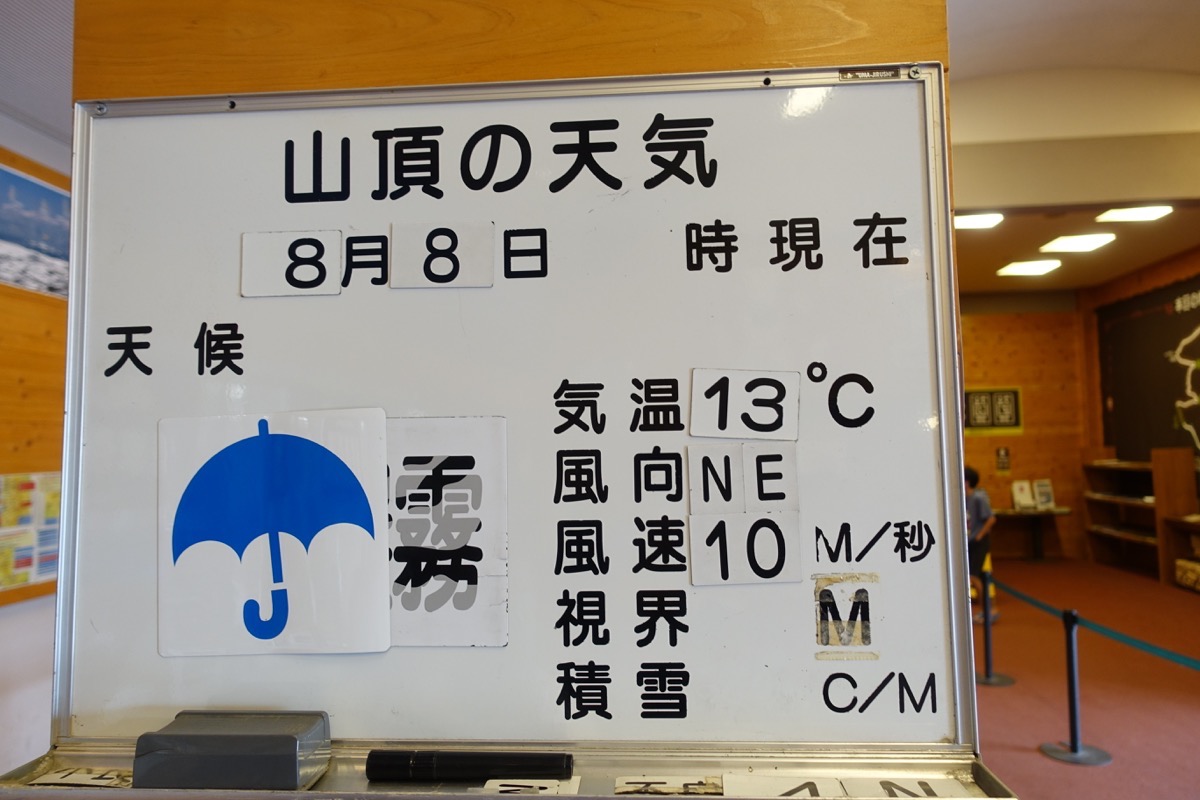 "UMAJIRUSHI"
山頂の天気
8月8日 時現在
天候
霧
気温 13℃
風向 NE
風速 10 M/秒
視界 M
積雪 C/M